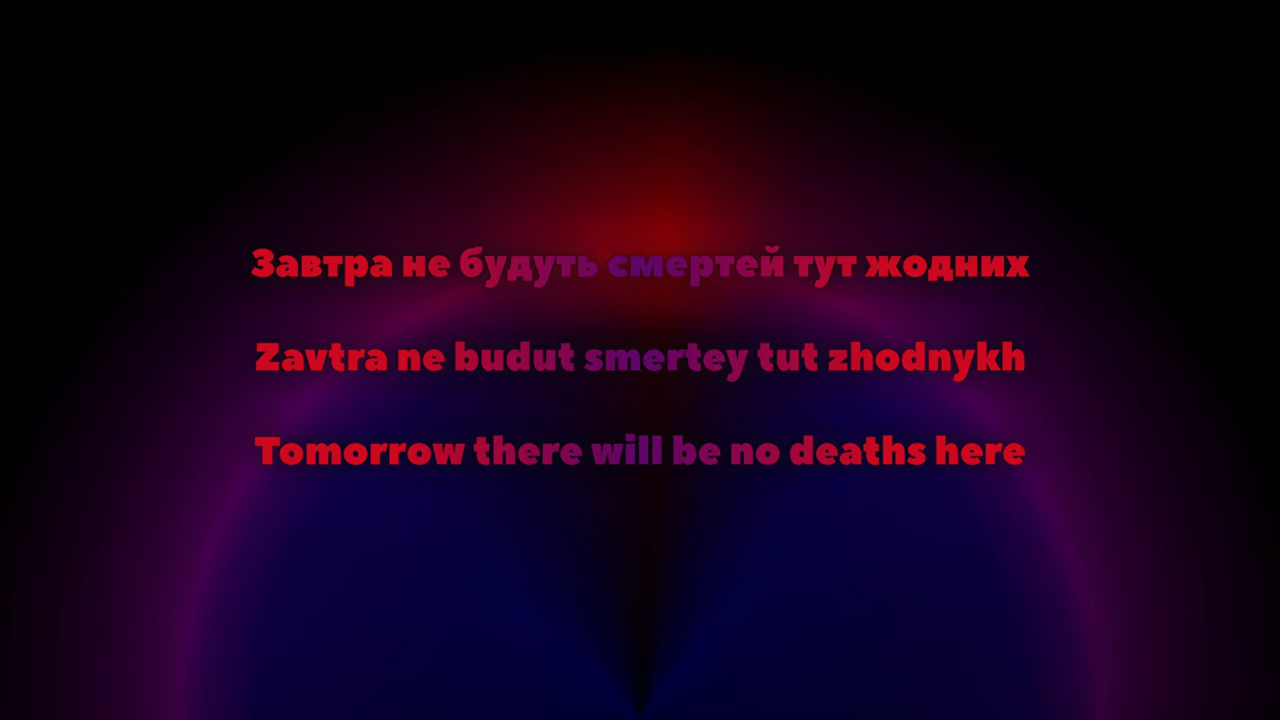 Завтра не будуть смертей тут жодних
Zavtra ne budut smertey tut zhodnykh
Tomorrow there will be no deaths here